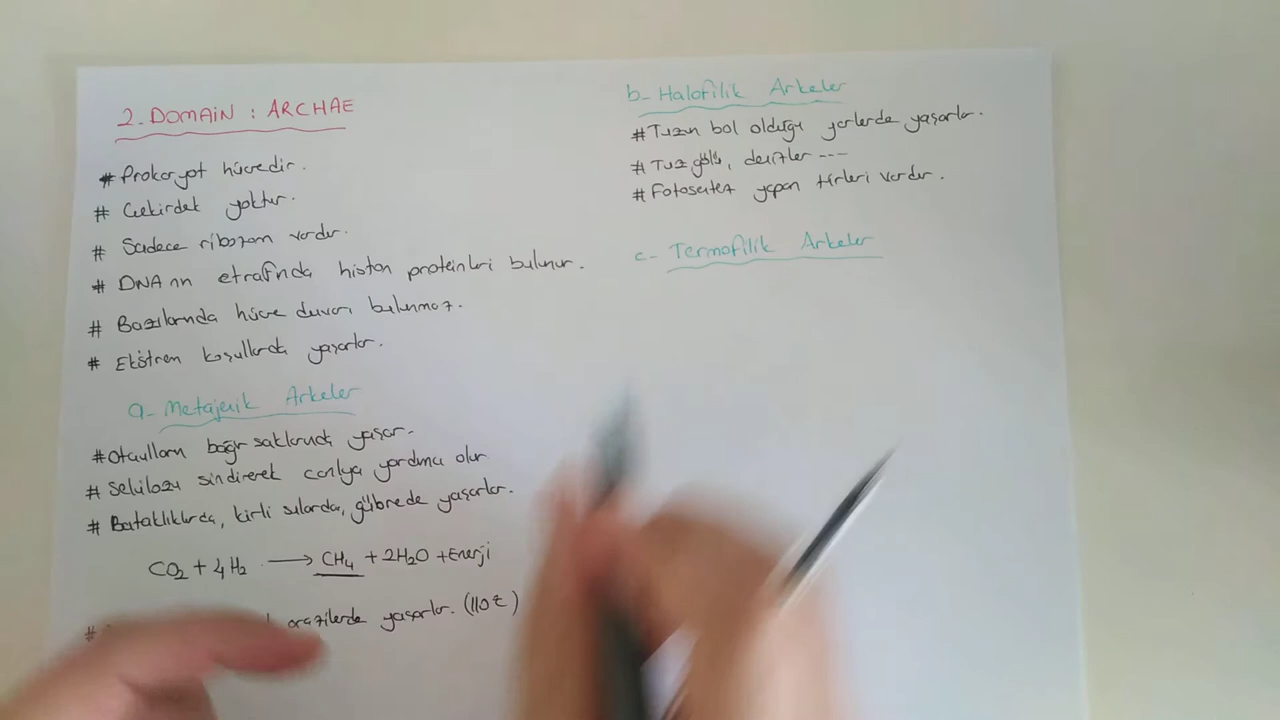 2. DOMAIN : ARCHAE
# Prokaryot hücredir.
# Çekirdek yoktur.
# Sadece ribozom vardır.
# DNA nın etrafında histon proteinleri bulunur.
# Bazılarında hücre duvarı bulunmaz.
# Ekstrem koşullarda yaşarlar.
a- Metajenik Arkeler
# Otçulların bağırsaklarında yaşar.
# Selülozu sindirerek canlıya yardımcı olur
# Bataklıklarda, kirli sularda, gübrede yaşarlar.
CO2 + 4H2 → CH4 + 2H2O + Enerji
# arazilerde yaşarlar. (110 C)
b- Halofilik Arkeler
# Tuzun bol olduğu yerlerde yaşarlar.
# Tuz gölü, denizler ---
# Fotosentez yapan türleri vardır.
c- Termofilik Arkeler